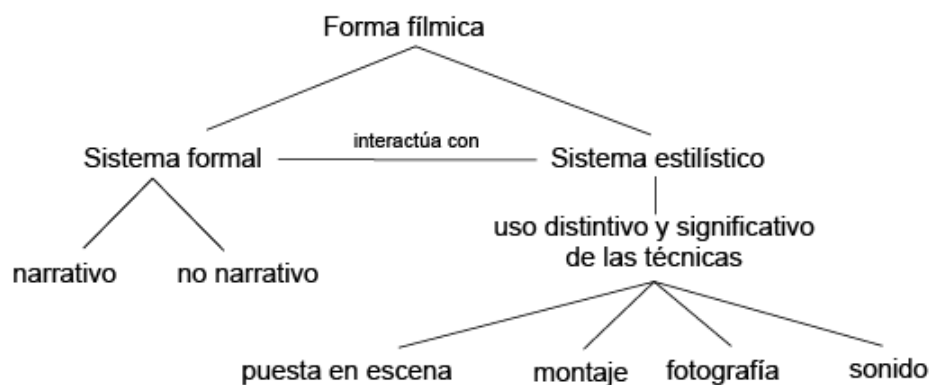 Forma fílmica
interactúa con
Sistema formal
Sistema estilístico
uso distintivo y significativo
de las técnicas
narrativo
no narrativo
puesta en escena
montaje
fotografía
sonido